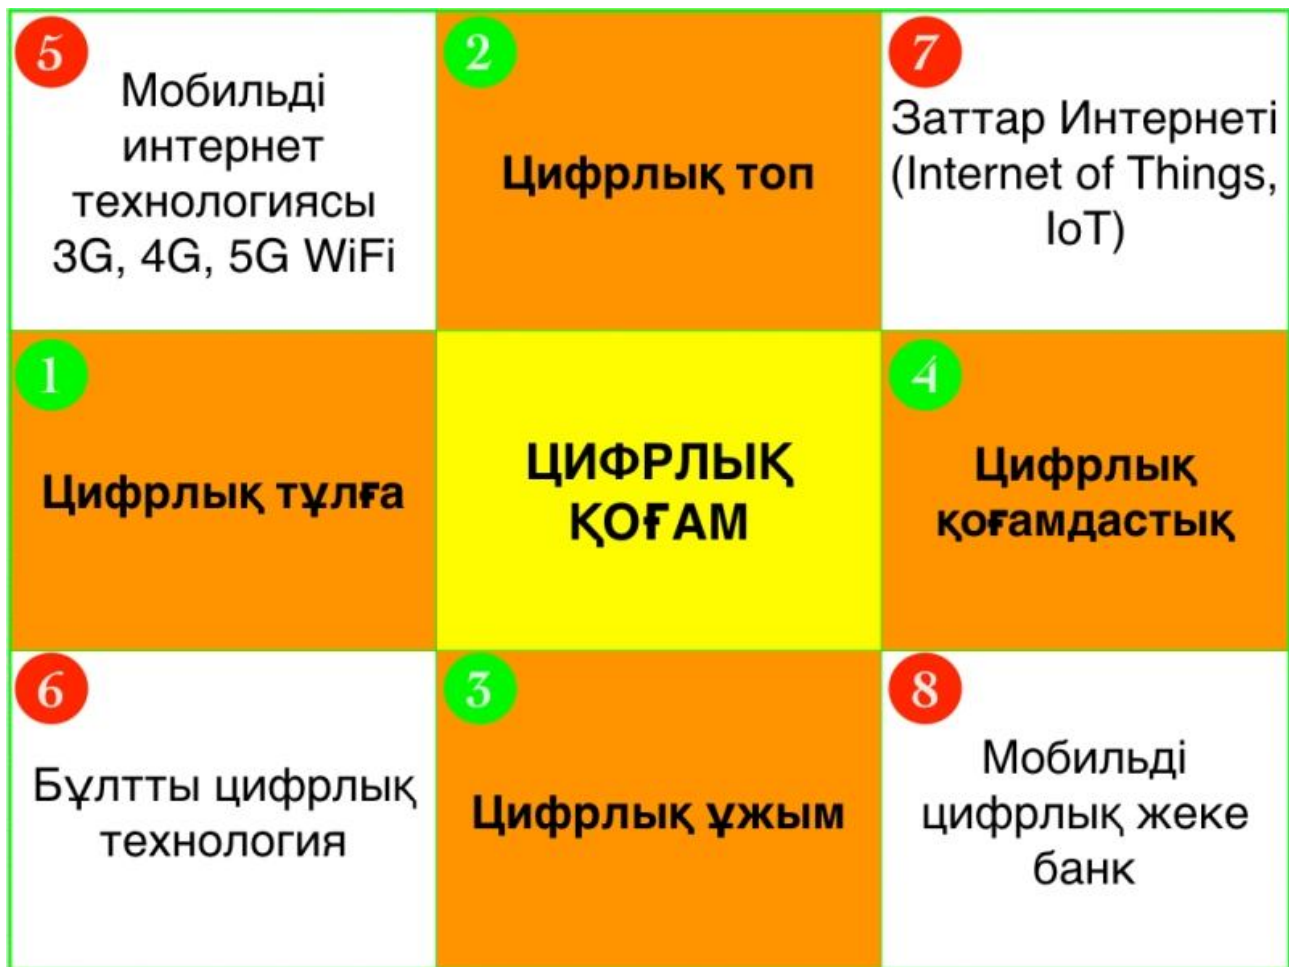 5
Мобильді
интернет
технологиясы
3G, 4G, 5G WiFi
2
Цифрлық топ
7
Заттар Интернеті
(Internet of Things,
IoT)
1
Цифрлық тұлға
ЦИФРЛЫҚ
ҚОҒАМ
4
Цифрлық
қоғамдастық
6
Бұлтты цифрлық
технология
3
Цифрлық ұжым
8
Мобильді
цифрлық жеке
банк